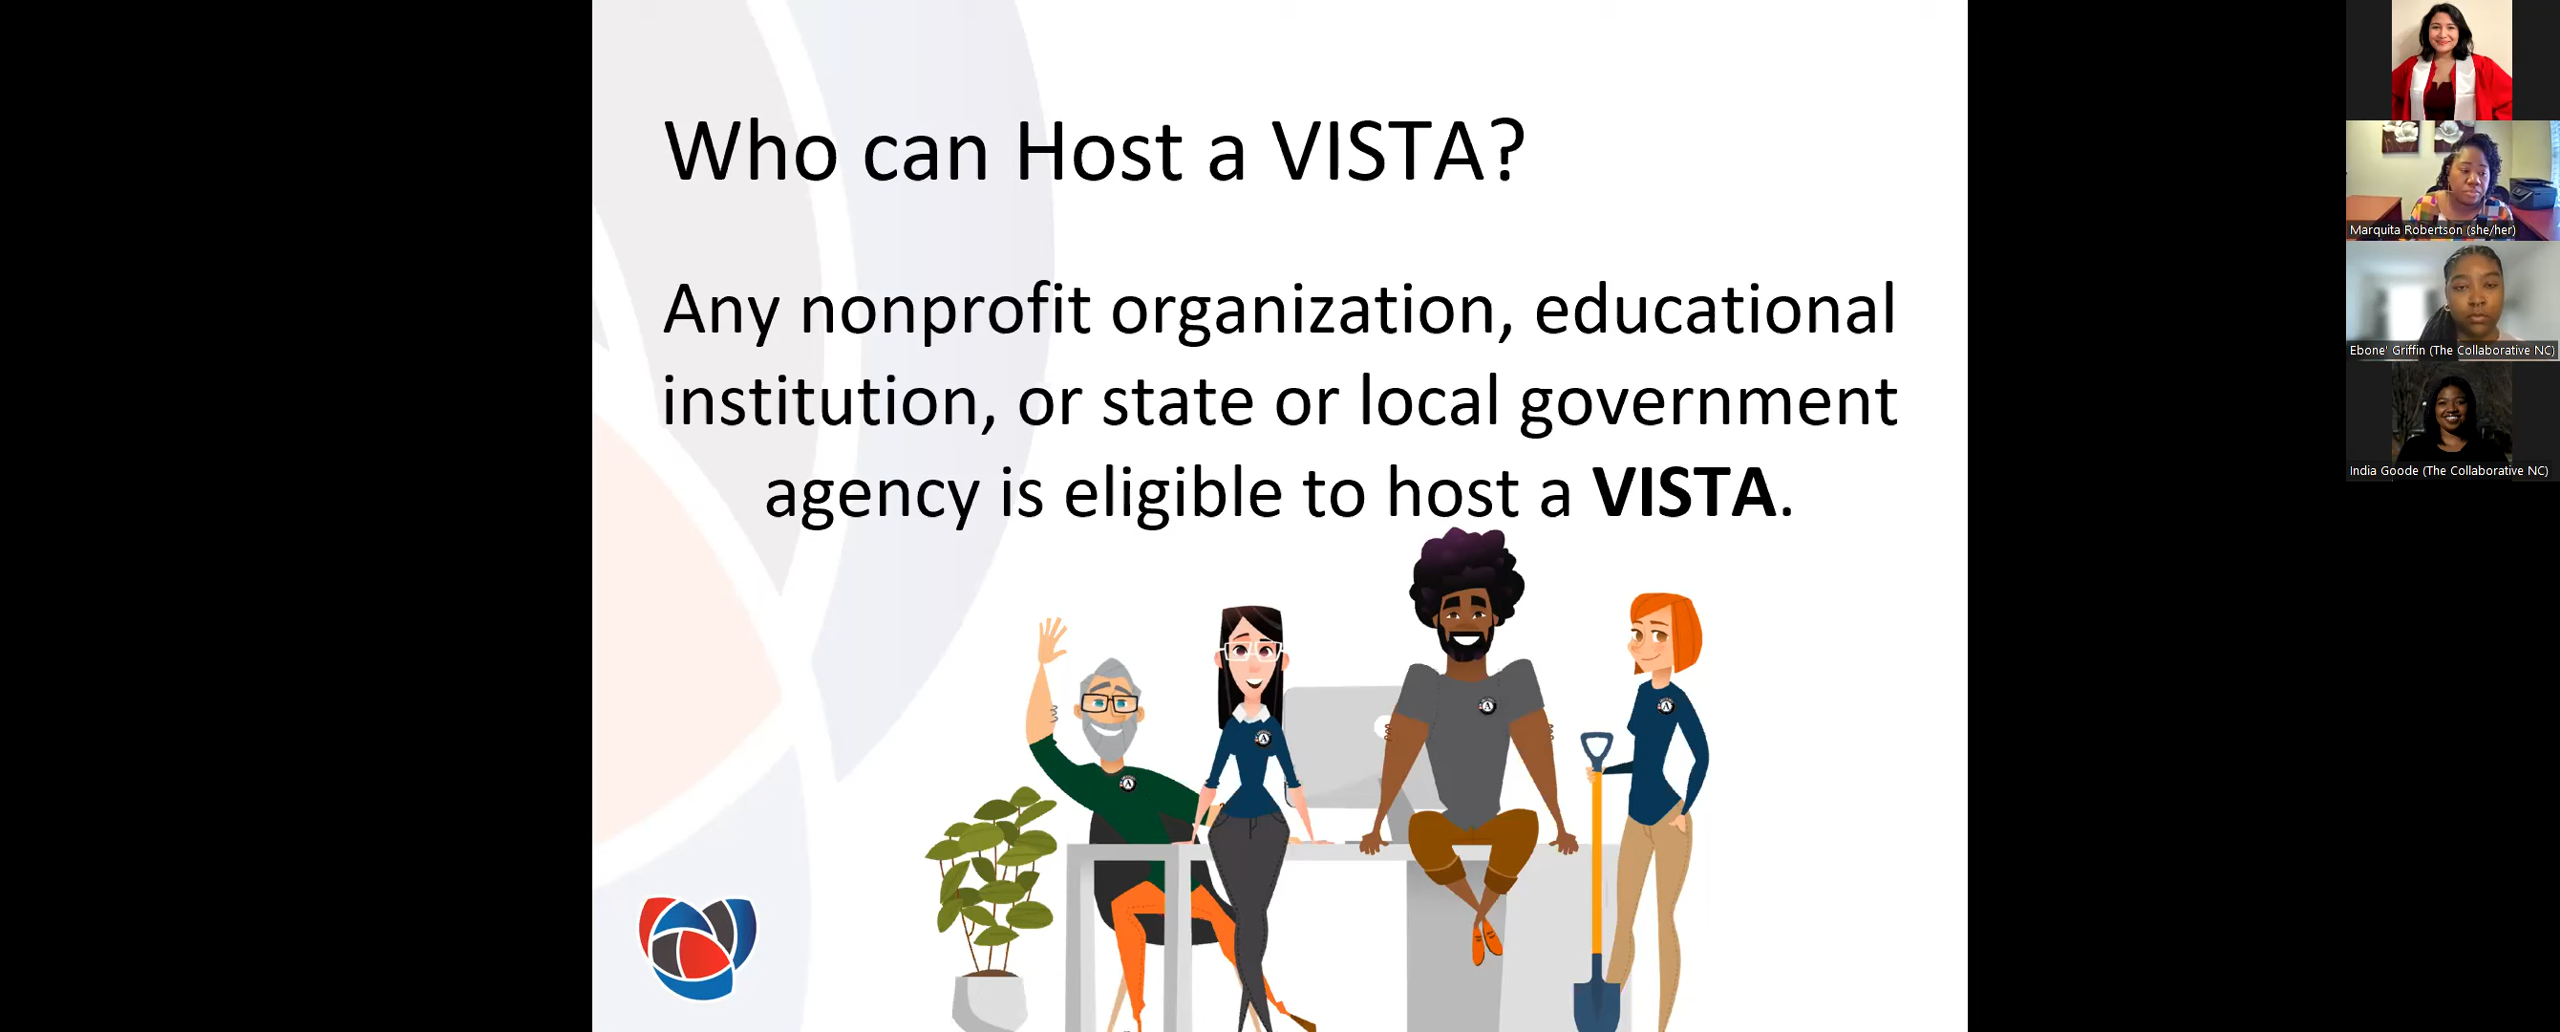 Who can Host a VISTA?
Any nonprofit organization, educational
institution, or state or local government
agency is eligible to host a VISTA.
A
A
A
A
Marquita Robertson (she/her)
Ebone' Griffin (The Collaborative NC)
India Goode (The Collaborative NC)